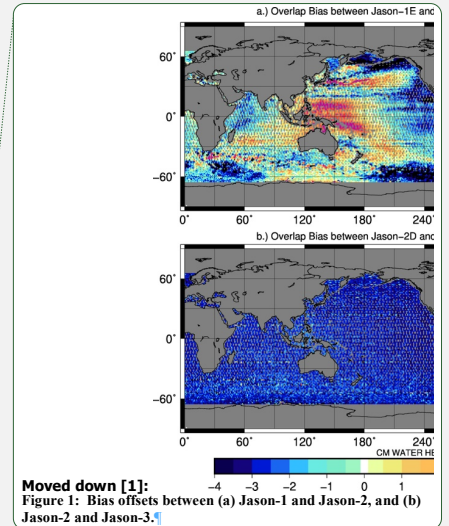 a.) Overlap Bias between Jason-1E and
60°
0°
-60°
0° 60° 120° 180° 240°
b.) Overlap Bias between Jason-2D and
60°
0°
-60°
0° 60° 120° 180° 240°
CM WATER HE
-4 -3 -2 -1 0 1
Moved down [1]:
Figure 1: Bias offsets between (a) Jason-1 and Jason-2, and (b)
Jason-2 and Jason-3.¶